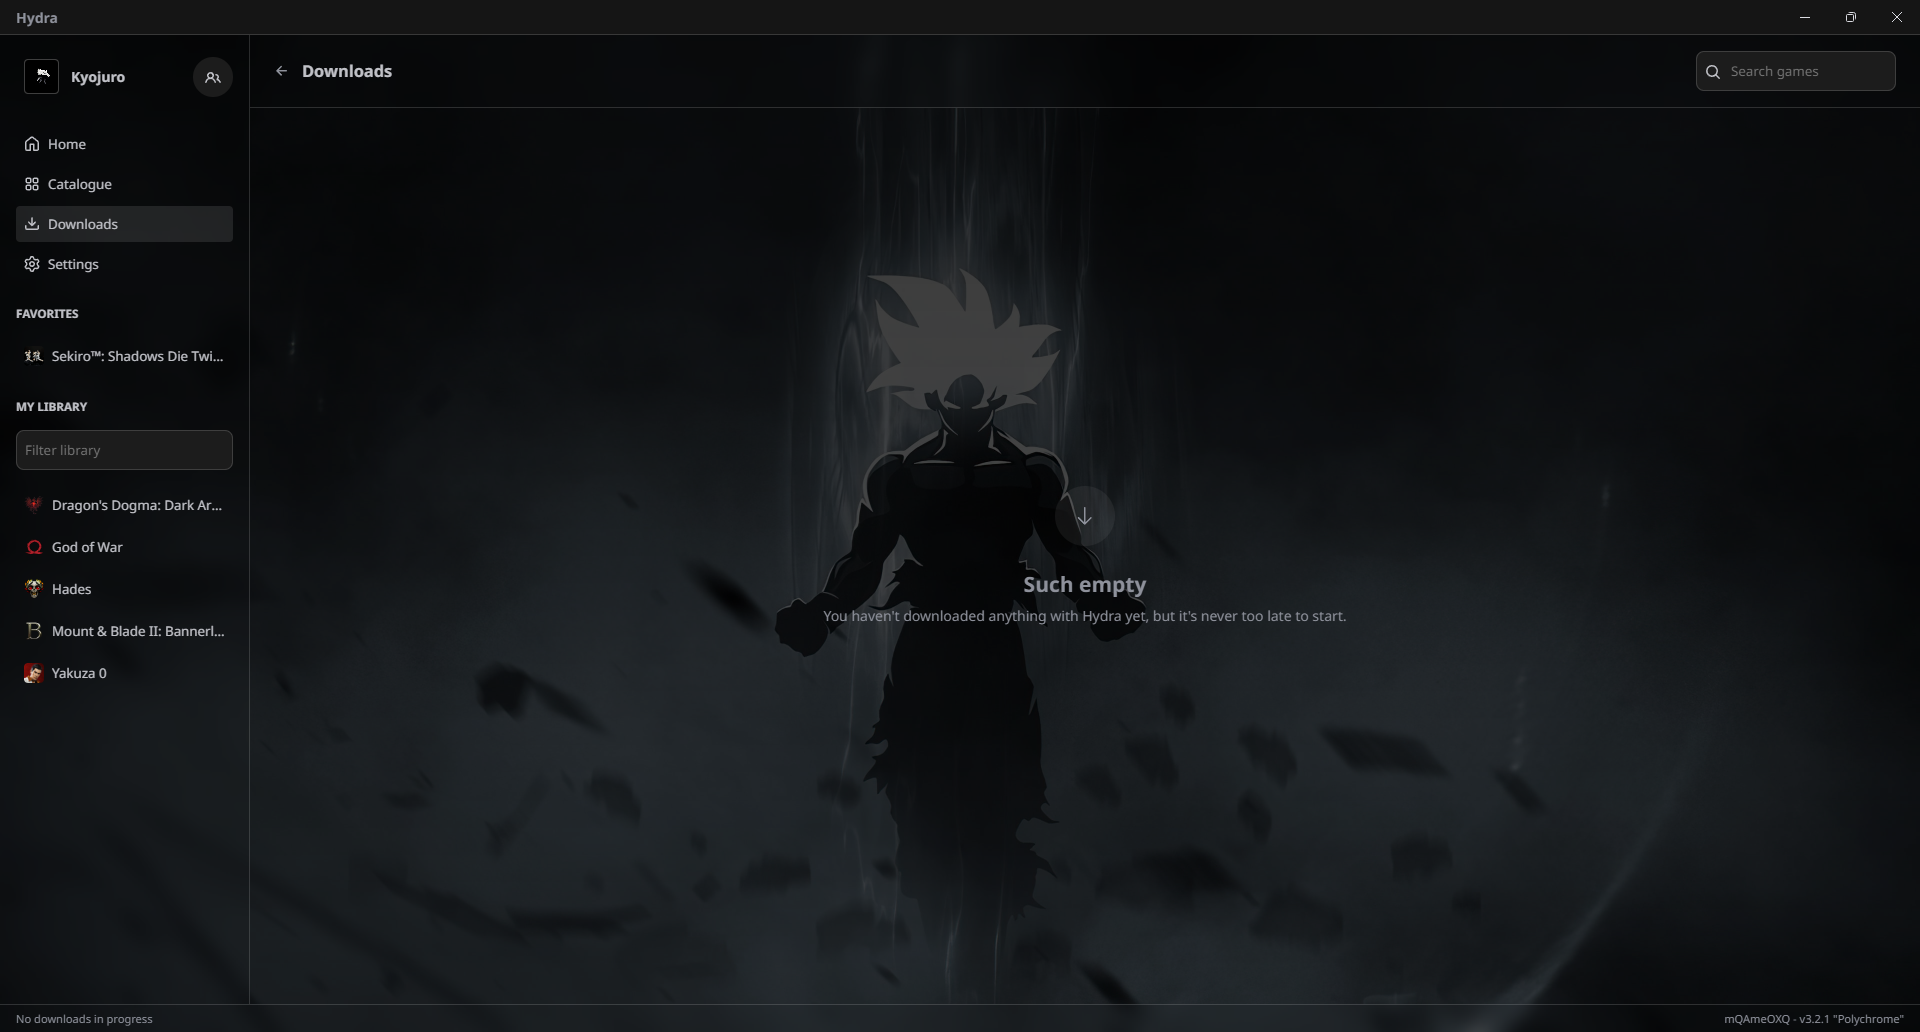 Hydra
Kyojuro
Downloads
Search games
Home
Catalogue
Downloads
Settings
FAVORITES
Sekiro™: Shadows Die Twi...
MY LIBRARY
Filter library
Dragon's Dogma: Dark Ar...
God of War
Hades
Mount & Blade II: Bannerl...
Yakuza 0
Such empty
You haven't downloaded anything with Hydra yet, but it's never too late to start.
No downloads in progress
mQAmeOXQ - v3.2.1 "Polychrome"